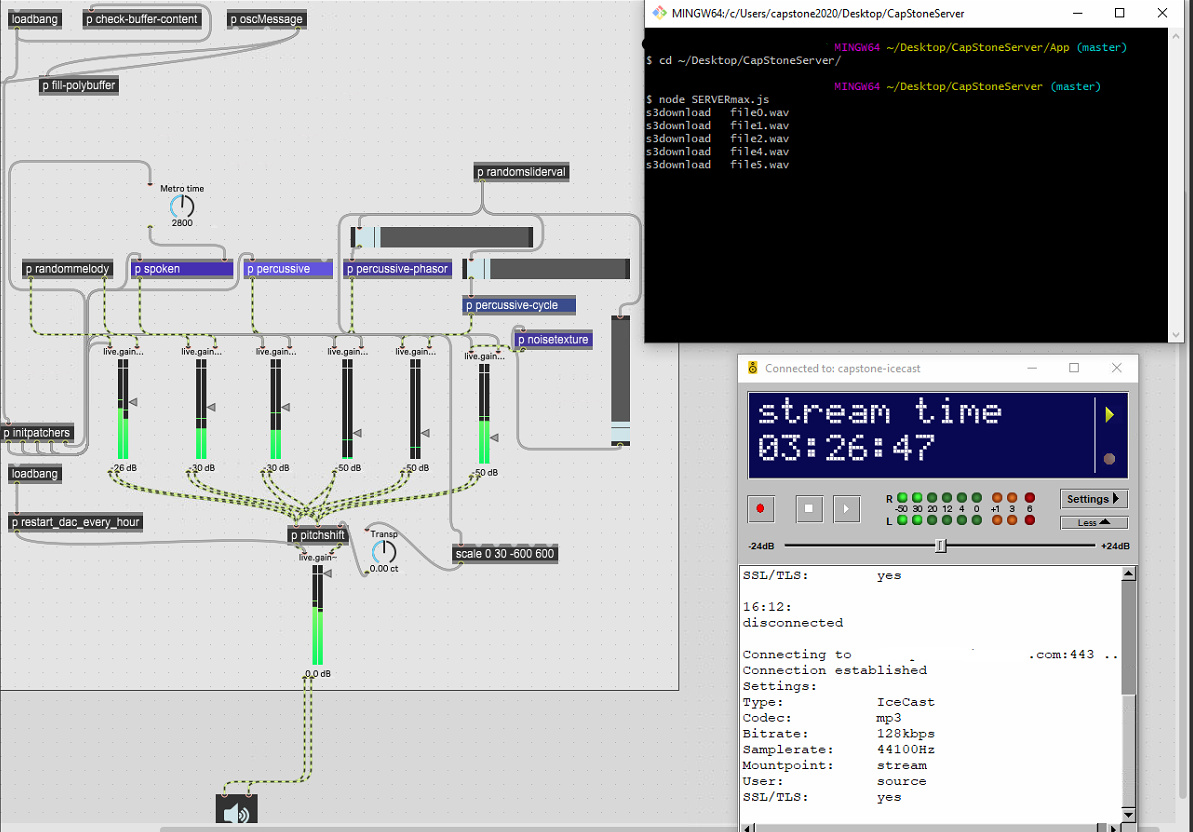 loadbang
p check-buffer-content
p oscMessage
p fill-polybuffer
Metro time
2800
p randomsliderval
p randommelody
p spoken
p percussive
p percussive-phasor
p percussive-cycle
p noisetexture
live.gain... live.gain... live.gain... live.gain... live.gain... live.gain...
p initpatchers
-26 dB -30 dB -30 dB -50 dB -50 dB -50 dB
loadbang
p restart_dac_every_hour
p pitchshift
Transp
0.00 ct
scale 0 30 -600 600
live.gain~
0.0 dB
MINGW64:/c/Users/capstone2020/Desktop/CapStoneServer
MINGW64 ~/Desktop/CapStoneServer/App (master)
$ cd ~/Desktop/CapStoneServer/
MINGW64 ~/Desktop/CapStoneServer (master)
$ node SERVERmax.js
s3download file0.wav
s3download file1.wav
s3download file2.wav
s3download file4.wav
s3download file5.wav
Connected to: capstone-icecast
stream time
03:26:47
R
-50 30 20 12 4 0 +1 3 6
L
Settings
Less
-24dB
+24dB
SSL/TLS: yes
16:12:
disconnected
Connecting to .com:443 ..
Connection established
Settings:
Type: IceCast
Codec: mp3
Bitrate: 128kbps
Samplerate: 44100Hz
Mountpoint: stream
User: source
SSL/TLS: yes